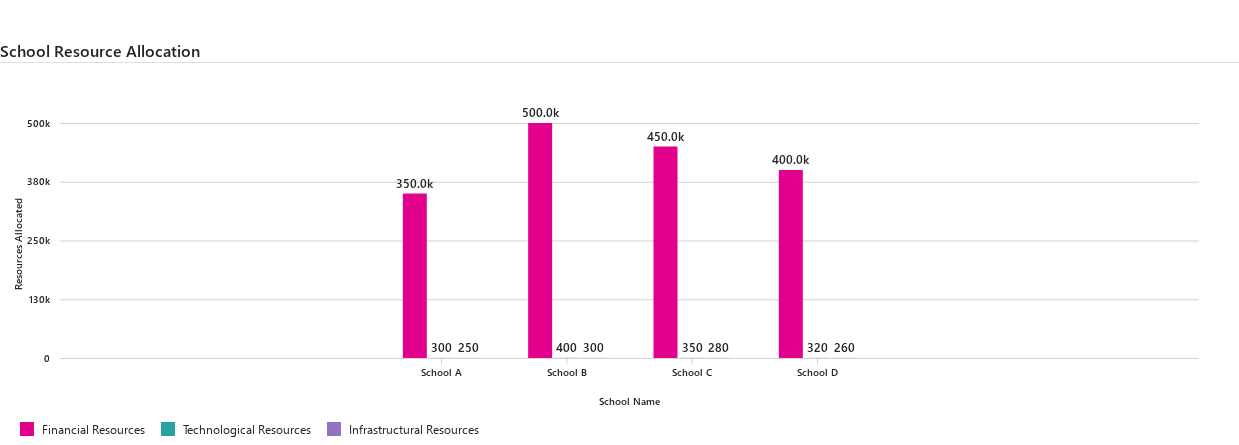 School Resource Allocation
500.0k
500k
450.0k
400.0k
380k
350.0k
Resources Allocated
250k
130k
300 250
400 300
350 280
320 260
0
School A
School B
School C
School D
School Name
Financial Resources
Technological Resources
Infrastructural Resources